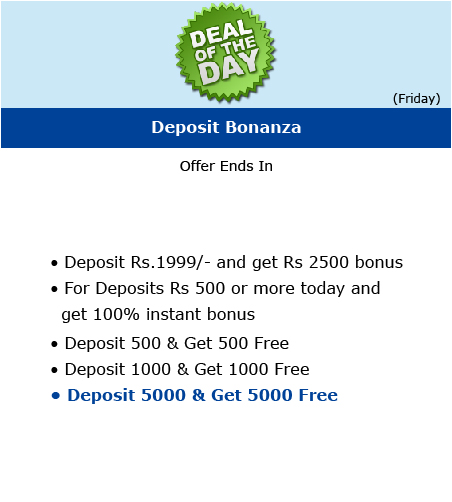 DEAL
OF THE
DAY
(Friday)
Deposit Bonanza
Offer Ends In
• Deposit Rs.1999/- and get Rs 2500 bonus
• For Deposits Rs 500 or more today and
get 100% instant bonus
• Deposit 500 & Get 500 Free
• Deposit 1000 & Get 1000 Free
• Deposit 5000 & Get 5000 Free